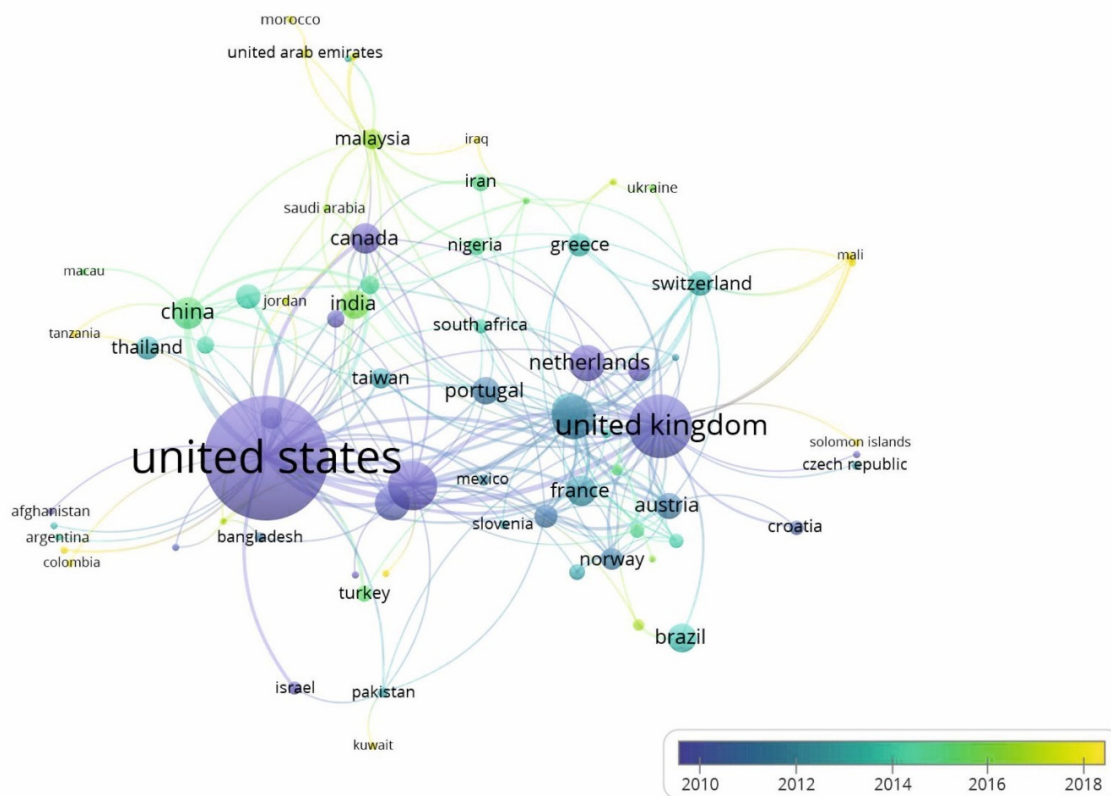 morocco
united arab emirates
malaysia
iraq
iran
ukraine
saudi arabia
canada
nigeria
greece
mali
macau
switzerland
china
jordan
india
tanzania
thailand
south africa
netherlands
taiwan
portugal
united kingdom
united states
solomon islands
czech republic
mexico
france
austria
afghanistan
slovenia
croatia
argentina
bangladesh
colombia
norway
turkey
brazil
israel
pakistan
kuwait
2010 2012 2014 2016 2018